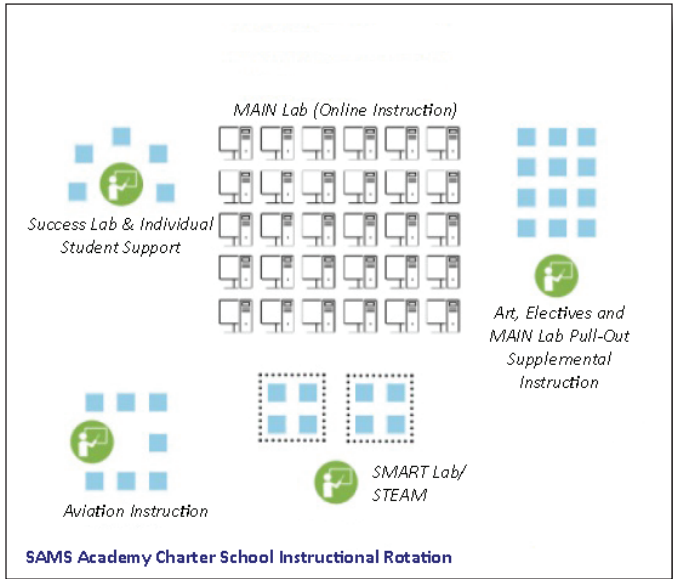 MAIN Lab (Online Instruction)
Success Lab & Individual
Student Support
Art, Electives and
MAIN Lab Pull-Out
Supplemental
Instruction
Aviation Instruction
SMART Lab/
STEAM
SAMS Academy Charter School Instructional Rotation